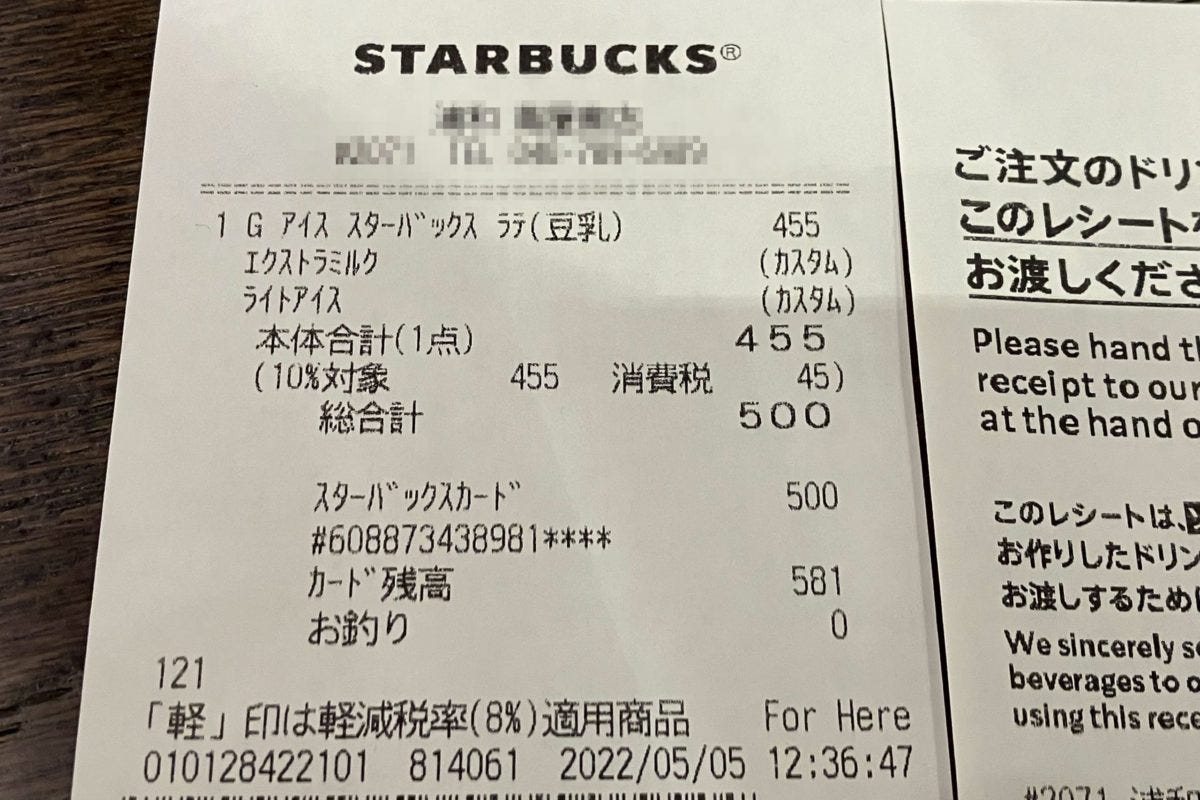 STARBUCKS®
1 G アイス スターバックス ラテ(豆乳) 455
エクストラミルク (カスタム)
ライトアイス (カスタム)
本体合計(1点) 455
(10%対象 455 消費税 45)
総合計 500
スターバックスカード 500
#608873438981****
カード残高 581
お釣り 0
121
「軽」印は軽減税率(8%)適用商品 For Here
010128422101 814061 2022/05/05 12:36:47
ご注文のドリ
このレシート
お渡しくださ
Please hand
receipt to our
at the hand
このレシートは、
お作りしたドリン
お渡しするため
We sincerely
beverages to
using this rece
#2071